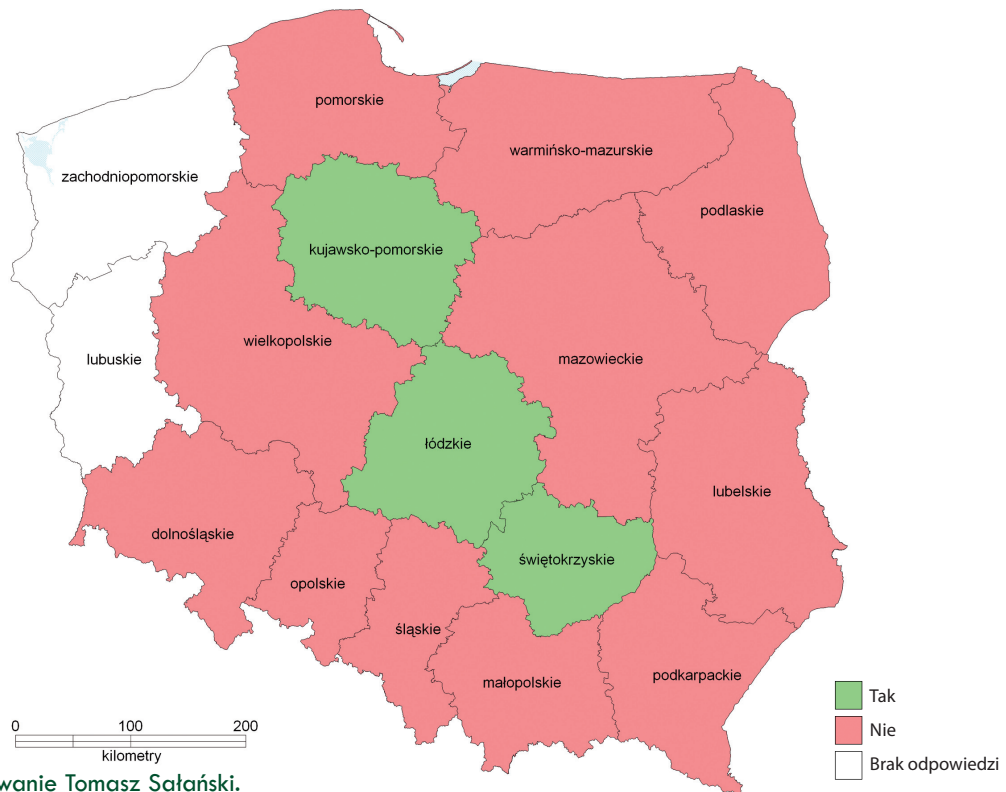 pomorskie
warmińsko-mazurskie
zachodniopomorskie
podlaskie
kujawsko-pomorskie
wielkopolskie
lubuskie
mazowieckie
łódzkie
lubelskie
dolnośląskie
świętokrzyskie
opolskie
śląskie
małopolskie
podkarpackie
Tak
Nie
Brak odpowiedzi
0 100 200
kilometry
wanie Tomasz Sałański.